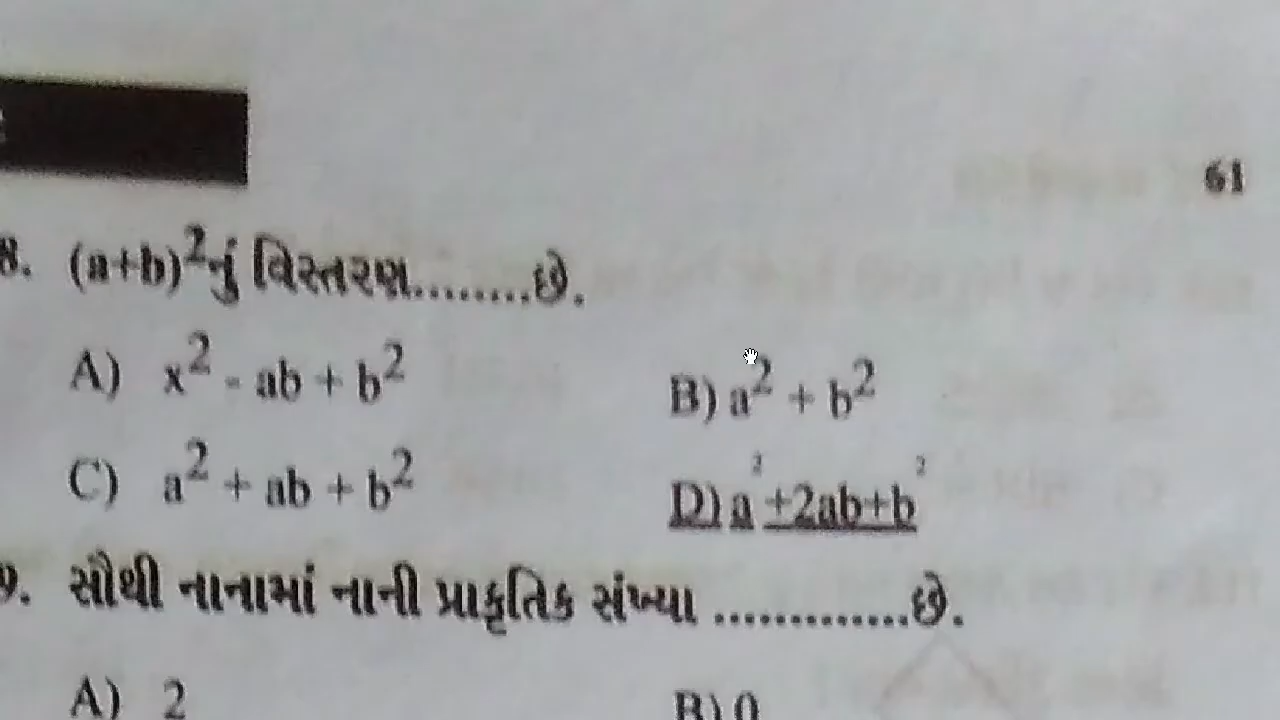 61
8. (a+b)²નું વિસ્તરણ........છે.
A) x² - ab + b² B) a² + b²
C) a² + ab + b² D) a²+2ab+b²
9. સૌથી નાનામાં નાની પ્રાકૃતિક સંખ્યા .............છે.
A) 2 B) 0